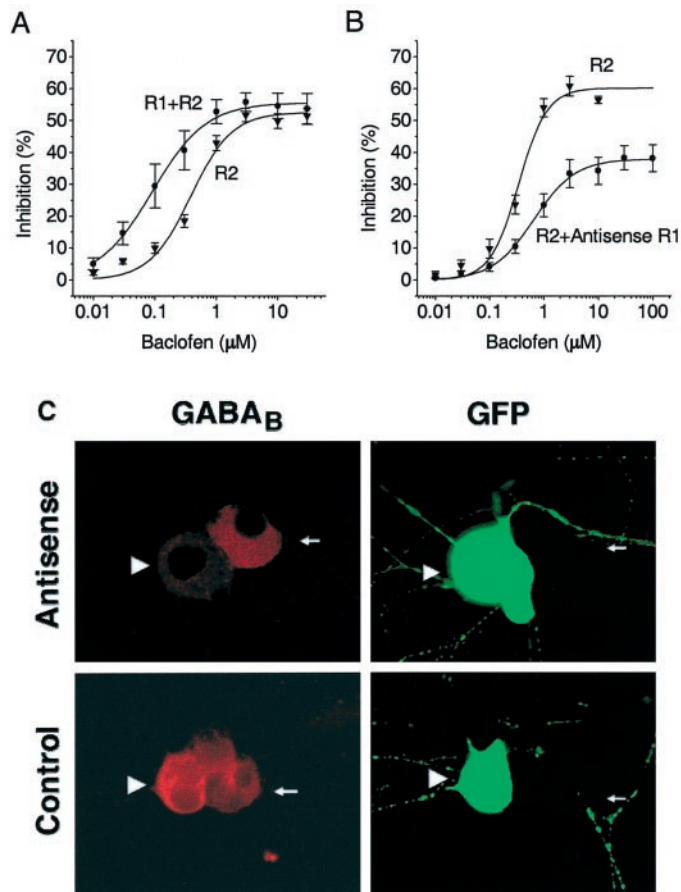 A
B
Inhibition (%)
70
60
50
40
30
20
10
0
R1+R2
R2
0.01 0.1 1 10
Baclofen (μM)
Inhibition (%)
70
60
50
40
30
20
10
0
R2
R2+Antisense R1
0.01 0.1 1 10 100
Baclofen (μM)
C
GABAB
GFP
Antisense
Control